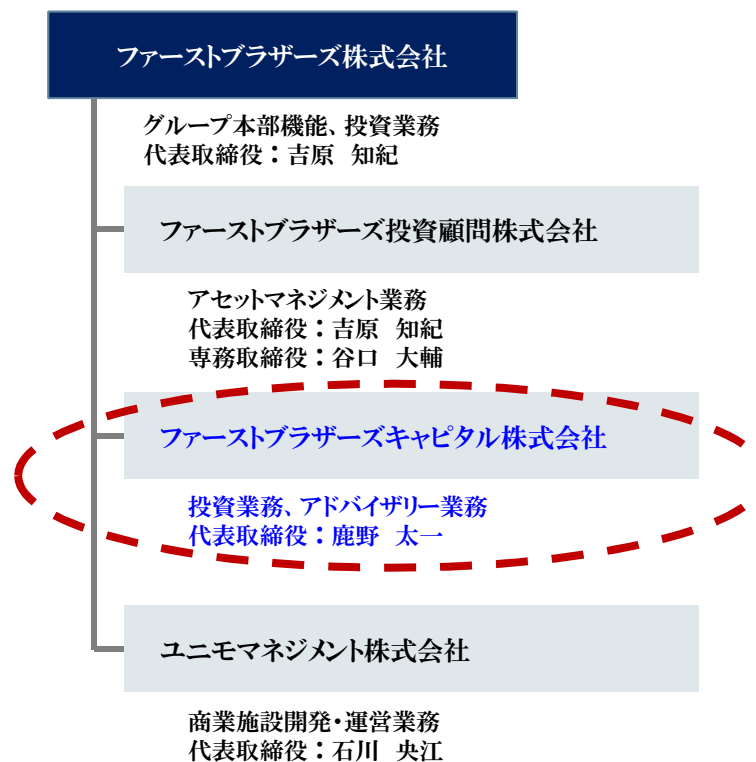 ファーストブラザーズ株式会社
グループ本部機能、投資業務
代表取締役：吉原 知紀
ファーストブラザーズ投資顧問株式会社
アセットマネジメント業務
代表取締役：吉原 知紀
専務取締役：谷口 大輔
ファーストブラザーズキャピタル株式会社
投資業務、アドバイザリー業務
代表取締役：鹿野 太一
ユニモマネジメント株式会社
商業施設開発・運営業務
代表取締役：石川 央江